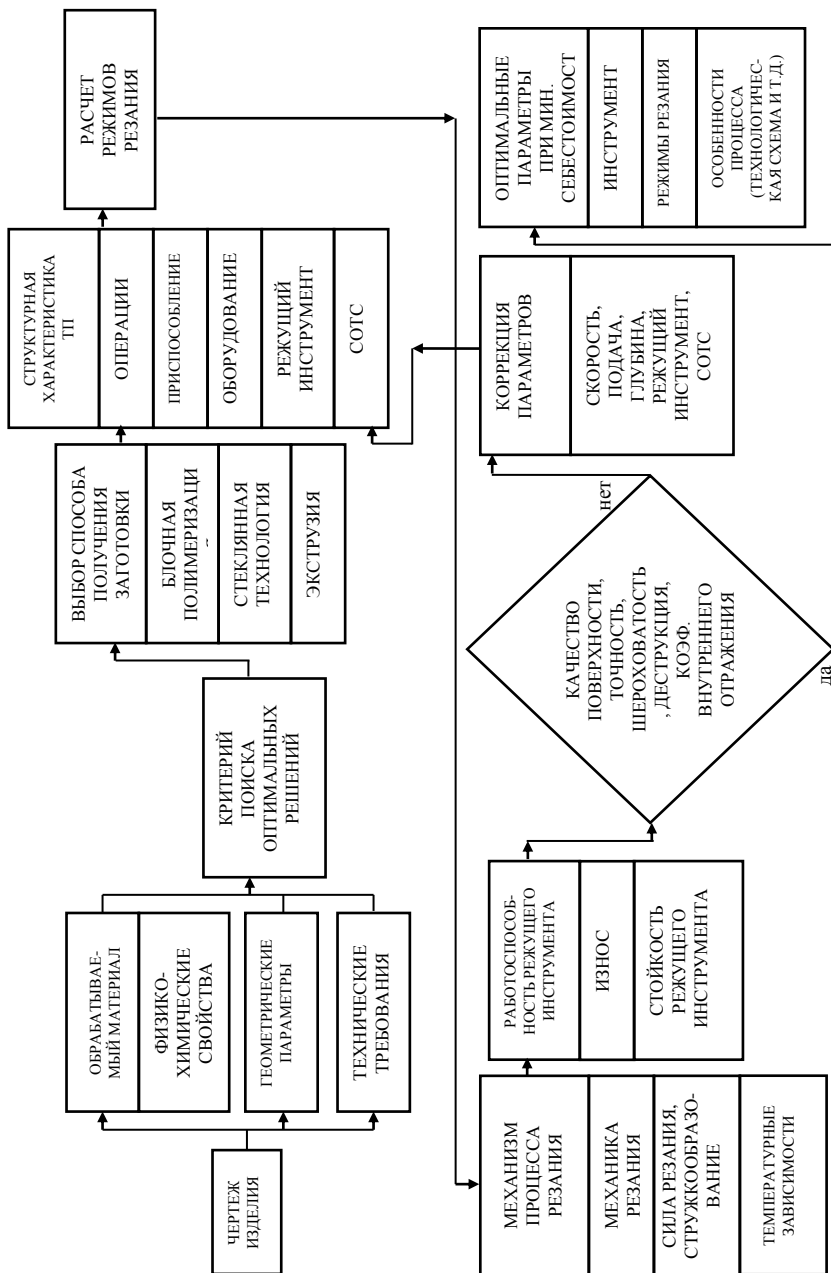 ЧЕРТЕЖ
ИЗДЕЛИЯ
ОБРАБАТЫВАЕ-
МЫЙ МАТЕРИАЛ
ФИЗИКО-
ХИМИЧЕСКИЕ
СВОЙСТВА
ГЕОМЕТРИЧЕСКИЕ
ПАРАМЕТРЫ
ТЕХНИЧЕСКИЕ
ТРЕБОВАНИЯ
КРИТЕРИЙ
ПОИСКА
ОПТИМАЛЬНЫХ
РЕШЕНИЙ
ВЫБОР СПОСОБА
ПОЛУЧЕНИЯ
ЗАГОТОВКИ
БЛОЧНАЯ
ПОЛИМЕРИЗАЦИ
СТЕКЛЯННАЯ
ТЕХНОЛОГИЯ
ЭКСТРУЗИЯ
СТРУКТУРНАЯ
ХАРАКТЕРИСТИКА
ТП
ОПЕРАЦИИ
ПРИСПОСОБЛЕНИЕ
ОБОРУДОВАНИЕ
РЕЖУЩИЙ
ИНСТРУМЕНТ
СОТС
РАСЧЕТ
РЕЖИМОВ
РЕЗАНИЯ
МЕХАНИЗМ
ПРОЦЕССА
РЕЗАНИЯ
МЕХАНИКА
РЕЗАНИЯ
СИЛА РЕЗАНИЯ,
СТРУЖКООБРАЗО-
ВАНИЕ
ТЕМПЕРАТУРНЫЕ
ЗАВИСИМОСТИ
РАБОТОСПОСОБ-
НОСТЬ РЕЖУЩЕГО
ИНСТРУМЕНТА
ИЗНОС
СТОЙКОСТЬ
РЕЖУЩЕГО
ИНСТРУМЕНТА
КАЧЕСТВО
ПОВЕРХНОСТИ,
ТОЧНОСТЬ,
ШЕРОХОВАТОСТЬ
, ДЕСТРУКЦИЯ,
КОЭФ.
ВНУТРЕННЕГО
ОТРАЖЕНИЯ
нет
да
КОРРЕКЦИЯ
ПАРАМЕТРОВ
СКОРОСТЬ,
ПОДАЧА,
ГЛУБИНА,
РЕЖУЩИЙ
ИНСТРУМЕНТ,
СОТС
ОПТИМАЛЬНЫЕ
ПАРАМЕТРЫ
ПРИ МИН.
СЕБЕСТОИМОСТ
ИНСТРУМЕНТ
РЕЖИМЫ РЕЗАНИЯ
ОСОБЕННОСТИ
ПРОЦЕССА
(ТЕХНОЛОГИЧЕС-
КАЯ СХЕМА И Т.Д.)